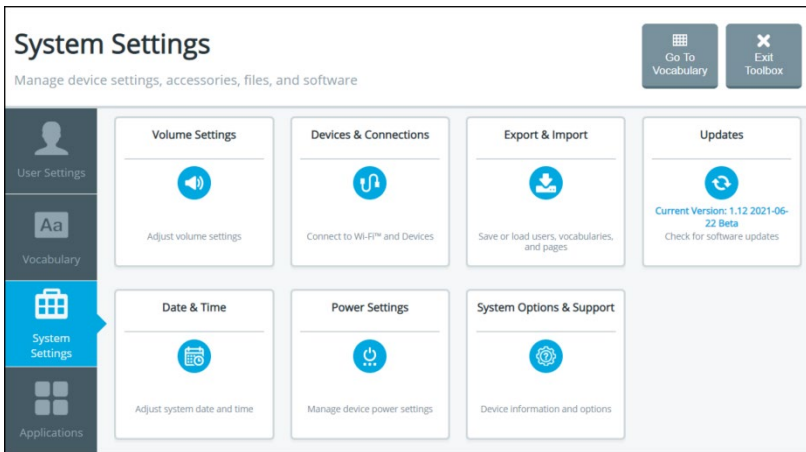 System Settings
Manage device settings, accessories, files, and software
Go To
Vocabulary
Exit
Toolbox
User Settings
Aa
Vocabulary
System
Settings
Applications
Volume Settings
Adjust volume settings
Devices & Connections
Connect to Wi-Fi™ and Devices
Export & Import
Save or load users, vocabularies,
and pages
Updates
Current Version: 1.12 2021-06-
22 Beta
Check for software updates
Date & Time
Adjust system date and time
Power Settings
Manage device power settings
System Options & Support
Device information and options